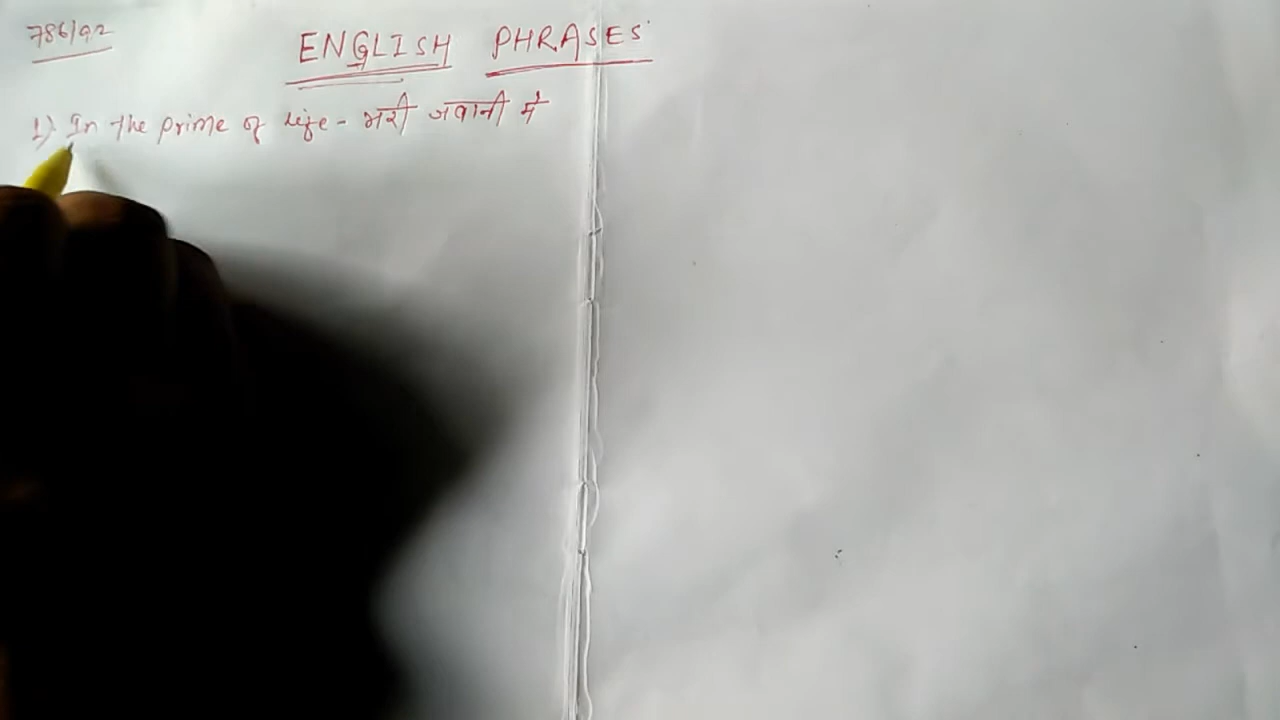 786/92
ENGLISH PHRASES
1) In the prime of life - भरी जवानी में